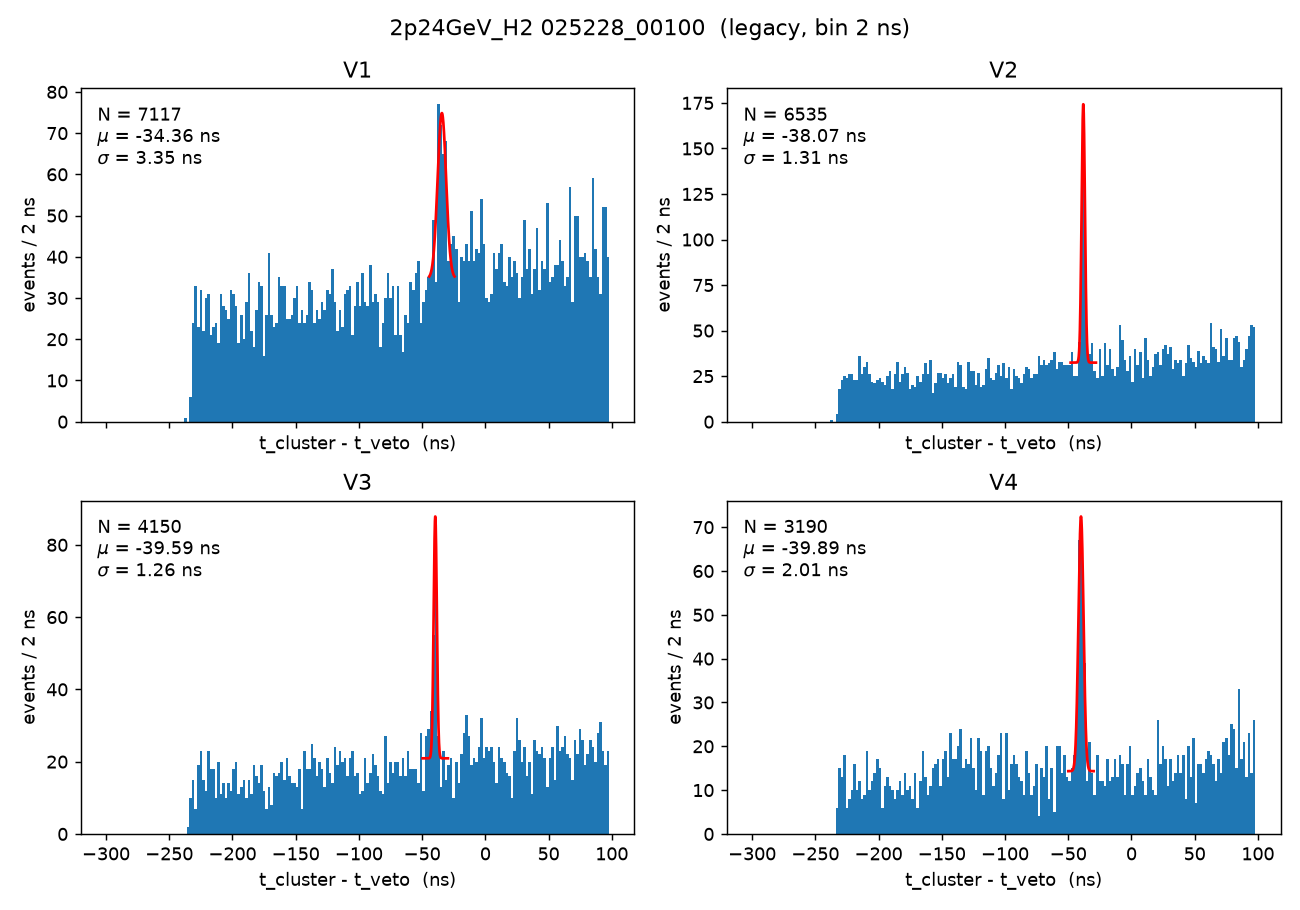 2p24GeV_H2 025228_00100  (legacy, bin 2 ns)
V1
N = 7117
μ = -34.36 ns
σ = 3.35 ns
80
70
60
50
40
30
20
10
0
events / 2 ns
t_cluster - t_veto  (ns)
V2
N = 6535
μ = -38.07 ns
σ = 1.31 ns
175
150
125
100
75
50
25
0
events / 2 ns
t_cluster - t_veto  (ns)
V3
N = 4150
μ = -39.59 ns
σ = 1.26 ns
80
60
40
20
0
events / 2 ns
−300 −250 −200 −150 −100 −50 0 50 100
t_cluster - t_veto  (ns)
V4
N = 3190
μ = -39.89 ns
σ = 2.01 ns
70
60
50
40
30
20
10
0
events / 2 ns
−300 −250 −200 −150 −100 −50 0 50 100
t_cluster - t_veto  (ns)